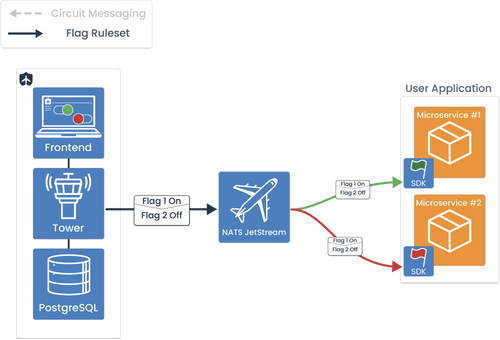 Circuit Messaging
Flag Ruleset
Frontend
Tower
PostgreSQL
Flag 1 On
Flag 2 Off
NATS JetStream
Flag 1 On
Flag 2 Off
Flag 1 On
Flag 2 Off
User Application
Microservice #1
SDK
Microservice #2
SDK